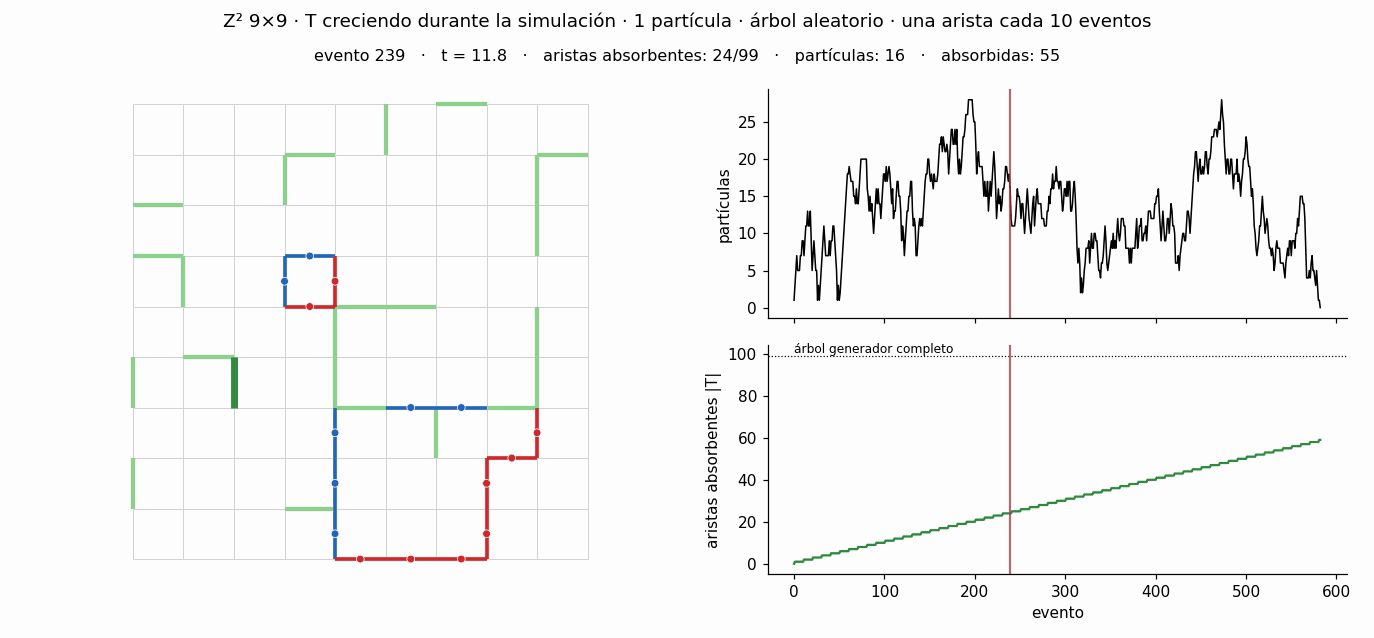 Z² 9×9 · T creciendo durante la simulación · 1 partícula · árbol aleatorio · una arista cada 10 eventos
evento 239 · t = 11.8 · aristas absorbentes: 24/99 · partículas: 16 · absorbidas: 55
25
20
15
10
5
0
partículas
árbol generador completo
100
80
60
40
20
0
aristas absorbentes |T|
0 100 200 300 400 500 600
evento